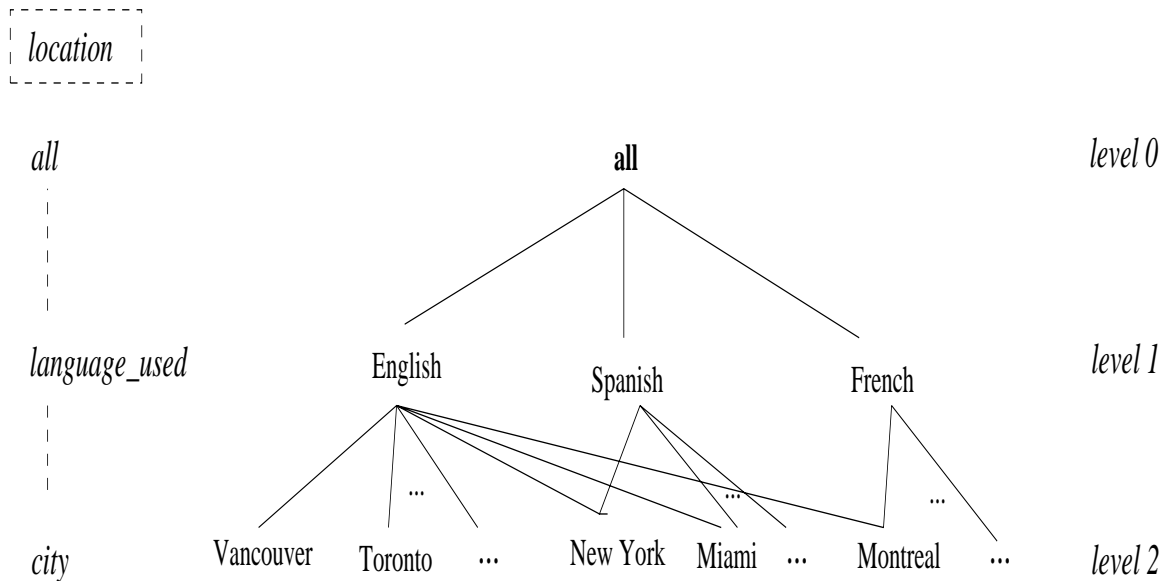 location
all all level 0
language_used English Spanish French level 1
... ... ...
city Vancouver Toronto ... New York Miami ... Montreal ... level 2